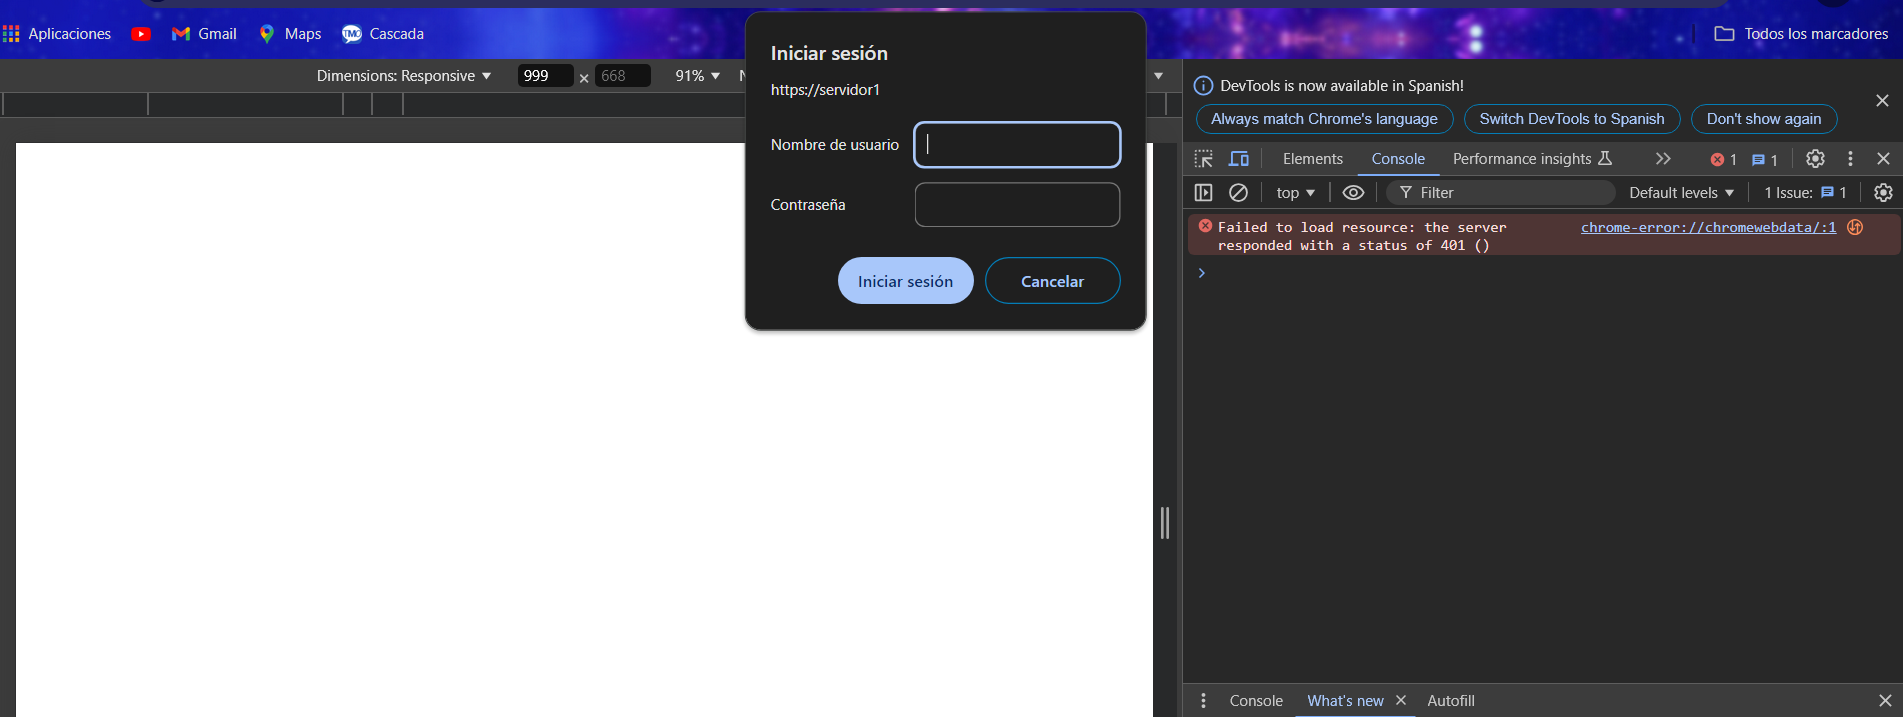 Aplicaciones
Gmail
Maps
TMO
Cascada
Todos los marcadores
Dimensions: Responsive
999
×
668
91%
Iniciar sesión
https://servidor1
Nombre de usuario
Contraseña
Iniciar sesión
Cancelar
DevTools is now available in Spanish!
Always match Chrome's language
Switch DevTools to Spanish
Don't show again
Elements
Console
Performance insights
1
1
top
Filter
Default levels
1 Issue:
1
Failed to load resource: the server
chrome-error://chromewebdata/:1
responded with a status of 401 ()
Console
What's new
Autofill